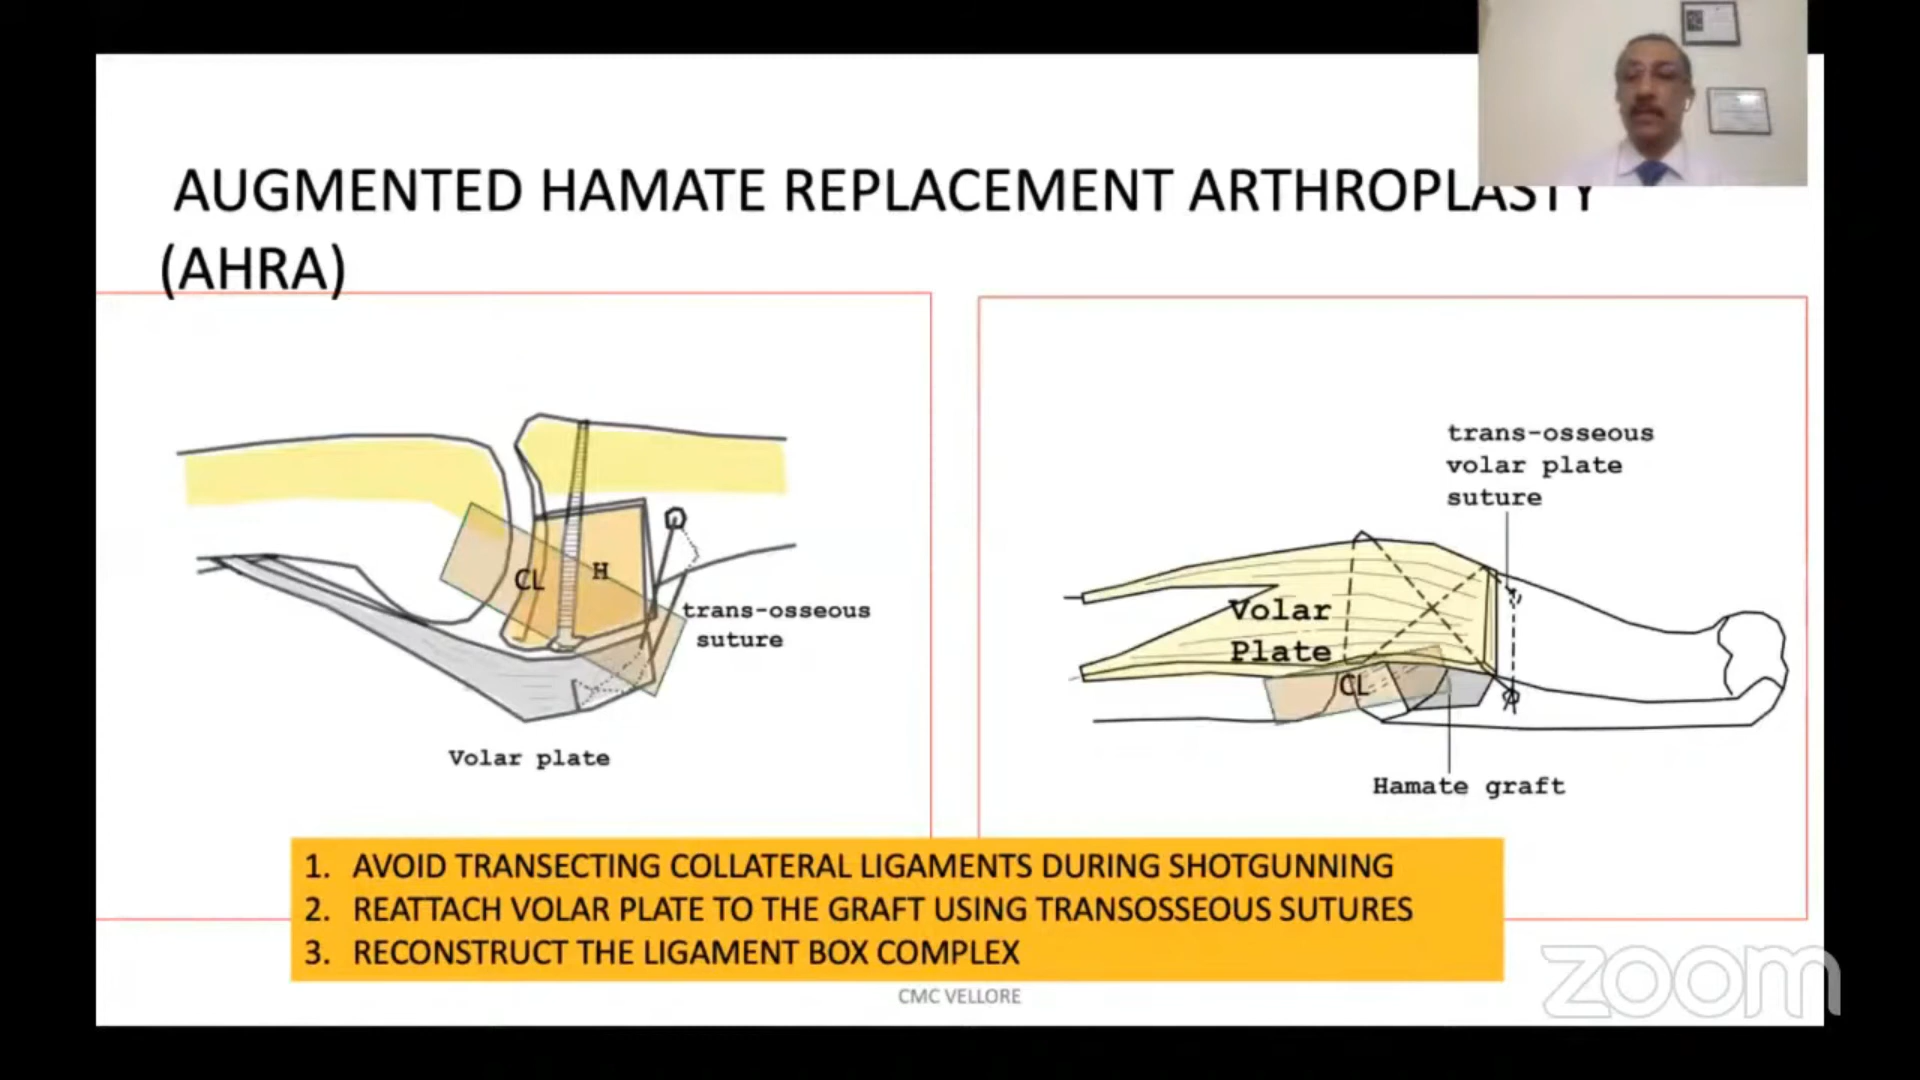 AUGMENTED HAMATE REPLACEMENT ARTHROPLASTY
(AHRA)
CL
H
trans-osseous
suture
Volar plate
trans-osseous
volar plate
suture
Volar
Plate
CL
Hamate graft
1. AVOID TRANSECTING COLLATERAL LIGAMENTS DURING SHOTGUNNING
2. REATTACH VOLAR PLATE TO THE GRAFT USING TRANSOSSEOUS SUTURES
3. RECONSTRUCT THE LIGAMENT BOX COMPLEX
CMC VELLORE
zoom